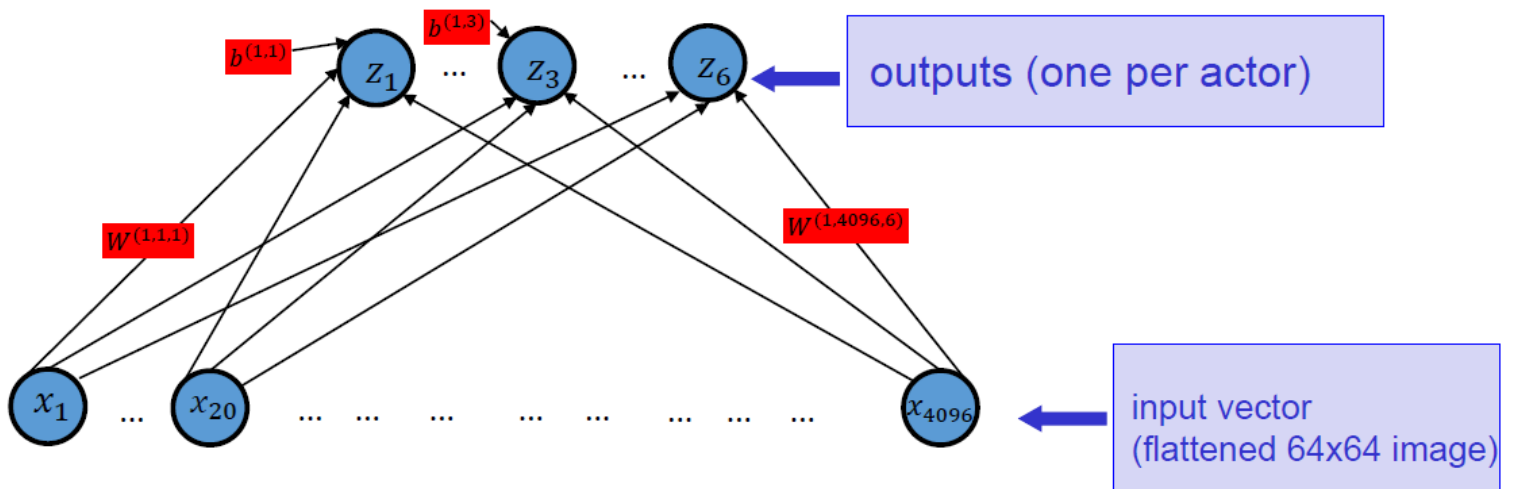 b^(1,1)
b^(1,3)
z₁ ... z₃ ... z₆
outputs (one per actor)
W^(1,1,1)
W^(1,4096,6)
x₁ ... x₂₀ ... ... ... ... ... ... ... ... x₄₀₉₆
input vector
(flattened 64x64 image)